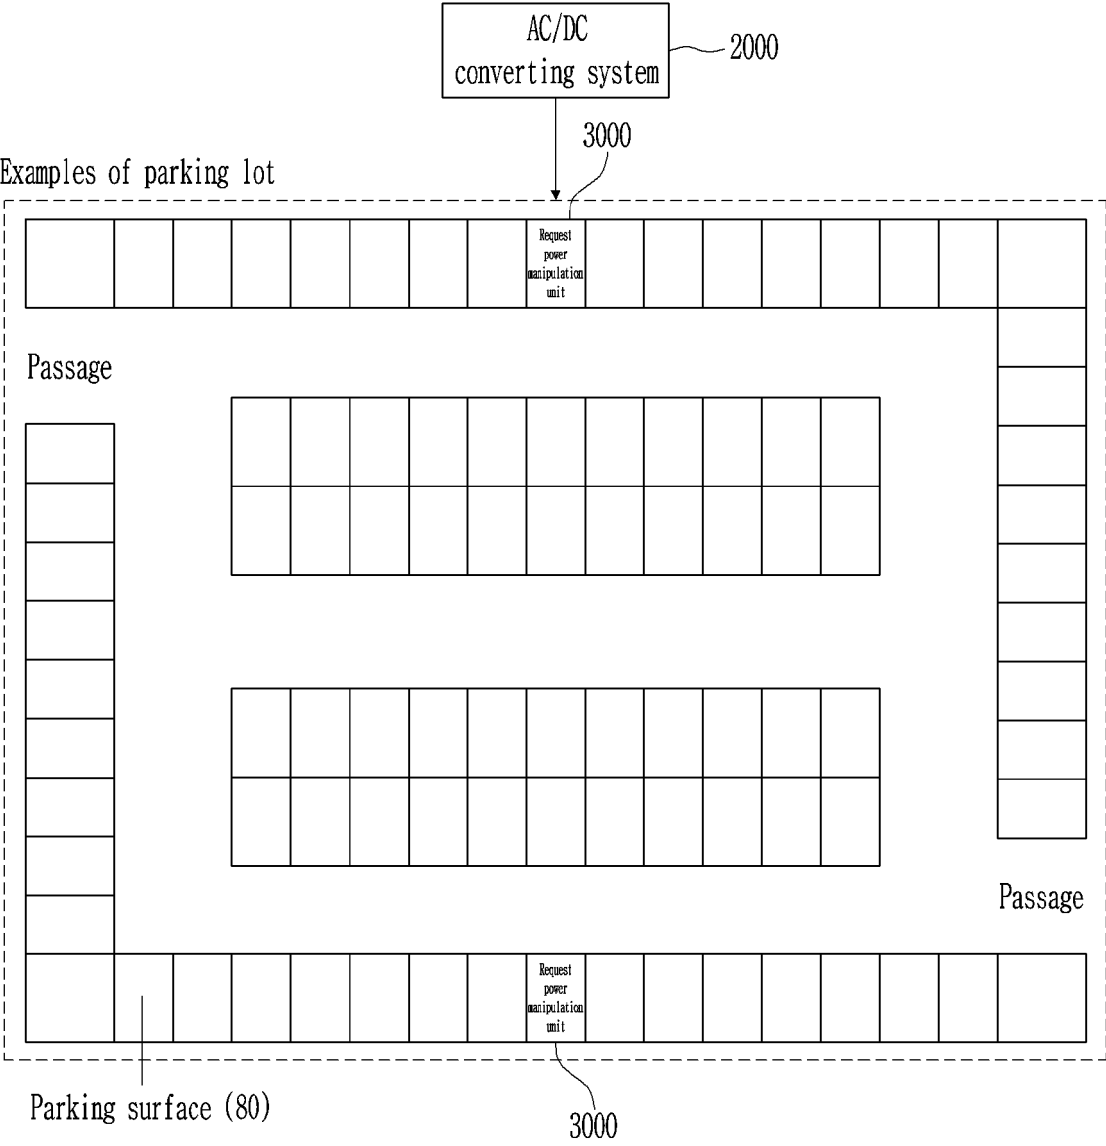 AC/DC
converting system
2000
3000
Examples of parking lot
Request
power
manipulation
unit
Passage
Passage
Request
power
manipulation
unit
Parking surface (80)
3000